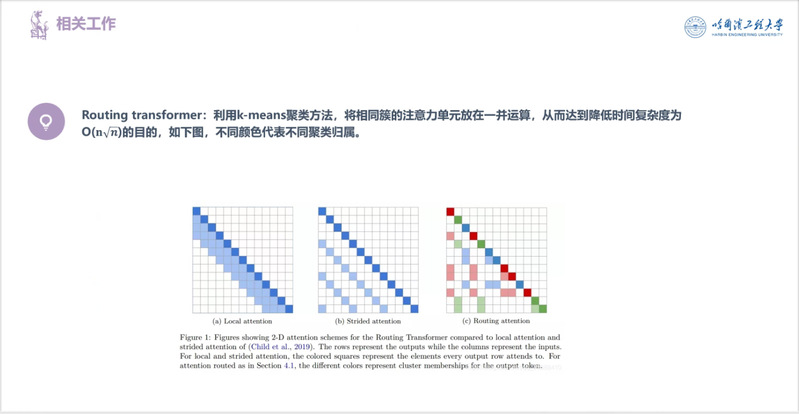 相关工作
哈尔滨工程大学
HARBIN ENGINEERING UNIVERSITY
Routing transformer：利用k-means聚类方法，将相同簇的注意力单元放在一并运算，从而达到降低时间复杂度为
O(n√n)的目的，如下图，不同颜色代表不同聚类归属。
(a) Local attention
(b) Strided attention
(c) Routing attention
Figure 1: Figures showing 2-D attention schemes for the Routing Transformer compared to local attention and
strided attention of (Child et al., 2019). The rows represent the outputs while the columns represent the inputs.
For local and strided attention, the colored squares represent the elements every output row attends to. For
attention routed as in Section 4.1, the different colors represent cluster memberships for the output token.